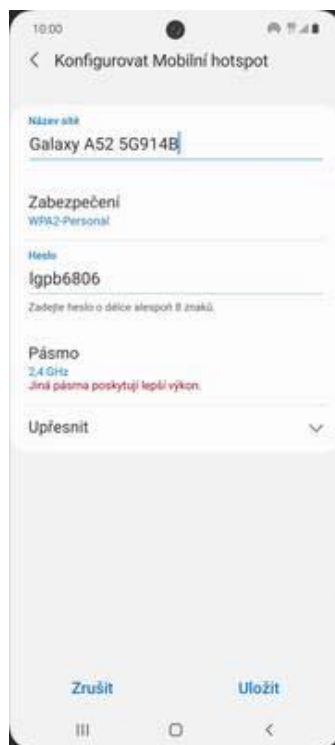 10:00
Konfigurovat Mobilní hotspot
Název sítě
Galaxy A52 5G914B
Zabezpečení
WPA2-Personal
Heslo
lgpb6806
Zadejte heslo o délce alespoň 8 znaků.
Pásmo
2,4 GHz
Jiná pásma poskytují lepší výkon.
Upřesnit
Zrušit Uložit